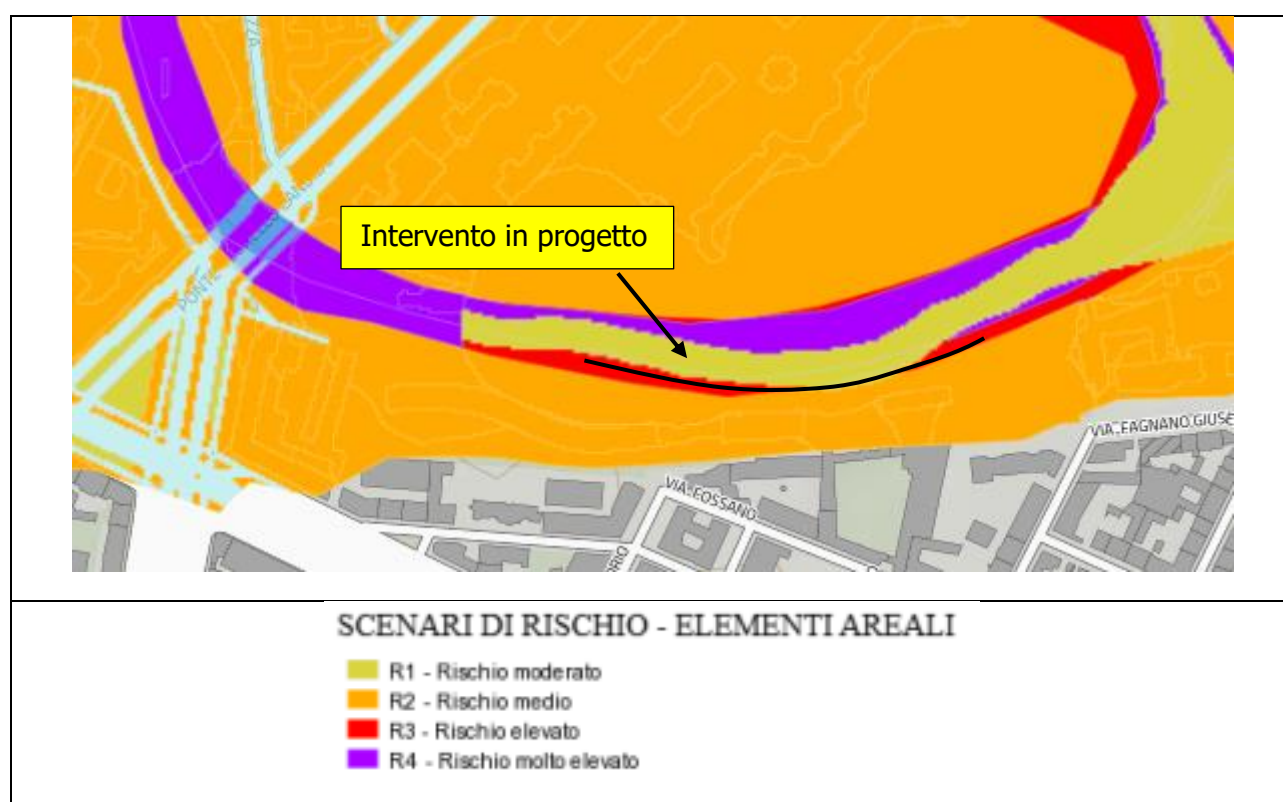 PONTE
Intervento in progetto
VIA FAGNANO GIUSE
VIA FOSSANO
SCENARI DI RISCHIO - ELEMENTI AREALI
R1 - Rischio moderato
R2 - Rischio medio
R3 - Rischio elevato
R4 - Rischio molto elevato